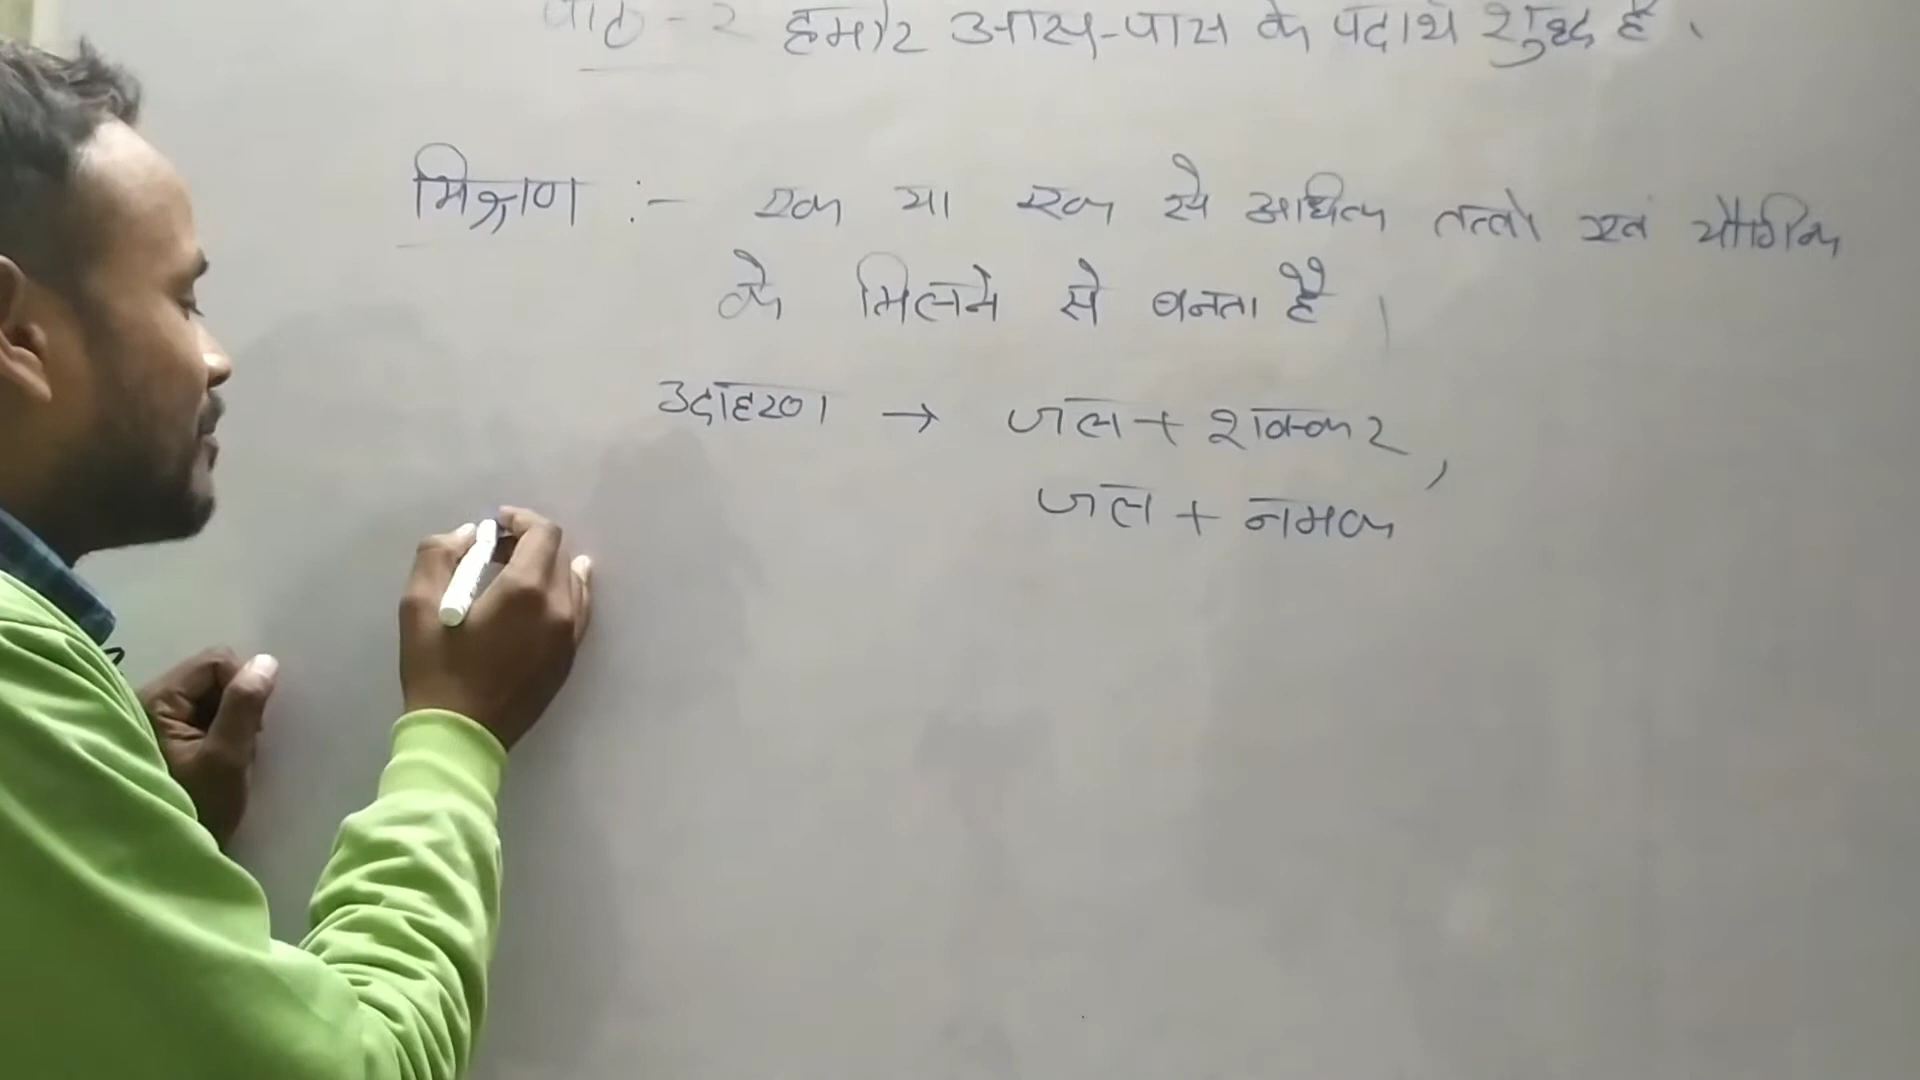 पाठ - 2 हमारे आस-पास के पदार्थ शुद्ध है ।
मिश्रण :- एक या एक से अधिक तत्वो एवं यौगिक
के मिलने से बनता है ।
उदाहरण → जल + शक्कर,
जल + नमक